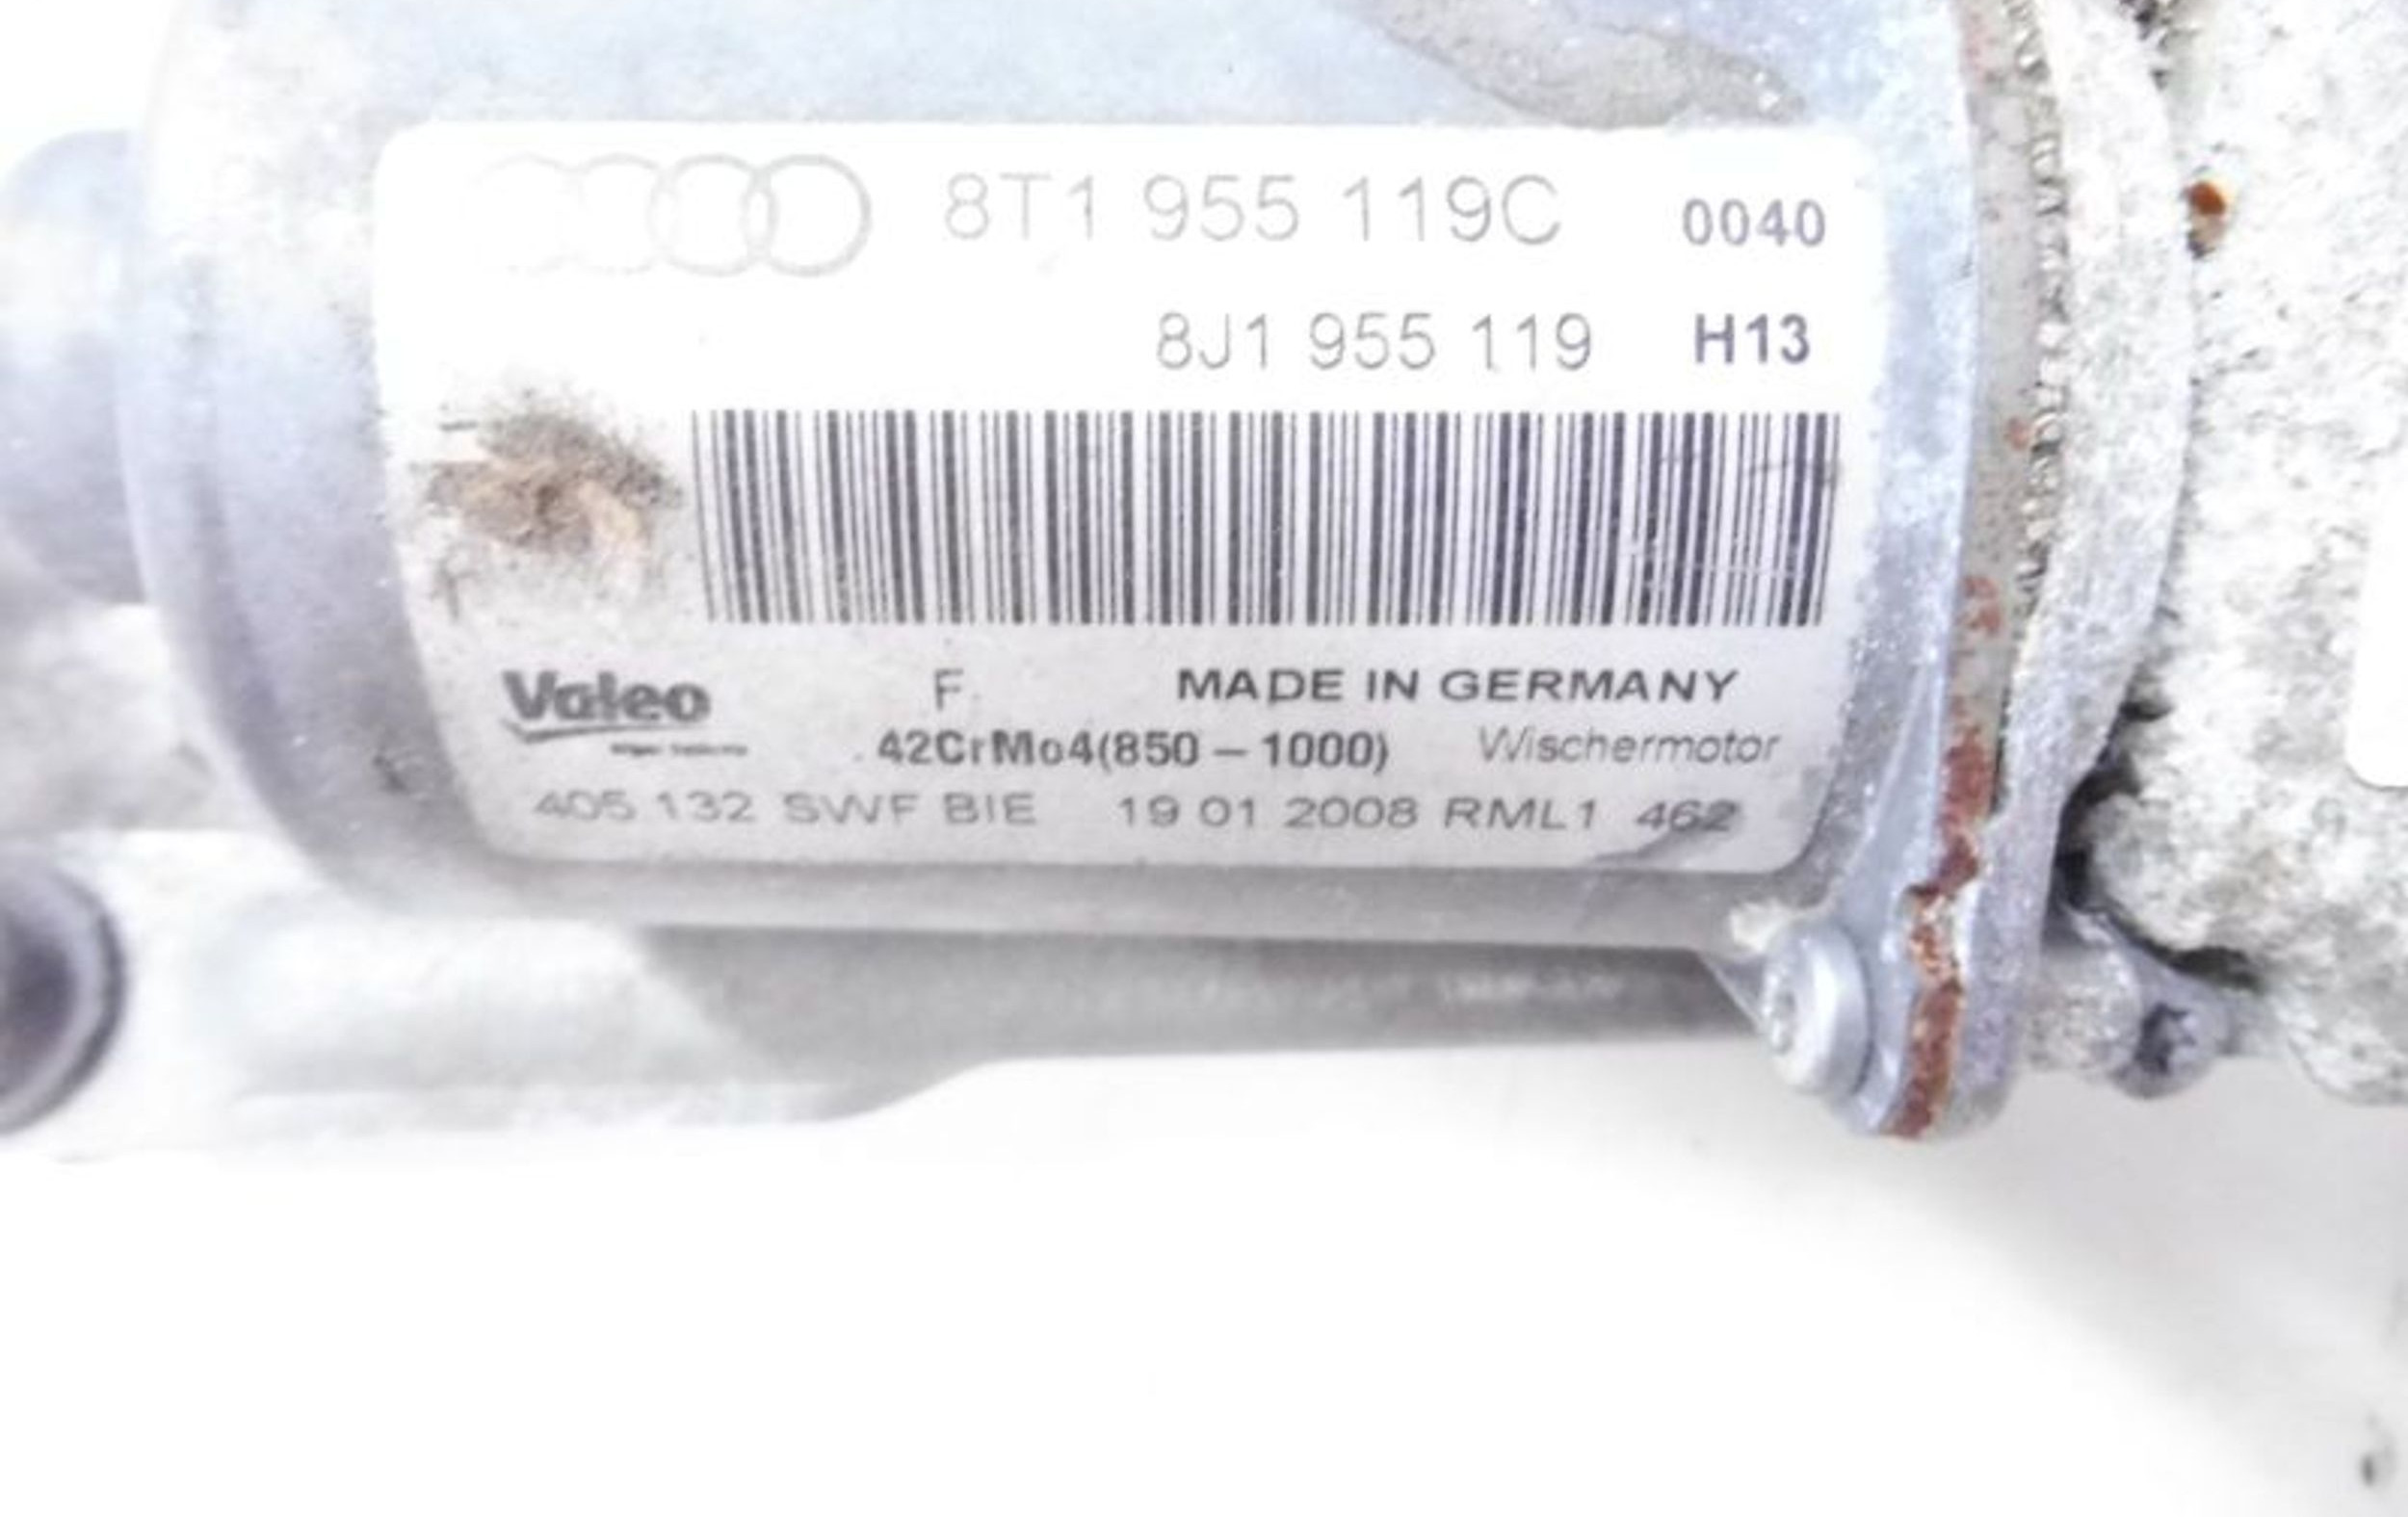 8T1 955 119C 0040
8J1 955 119 H13
Valeo F. MADE IN GERMANY
42CrMo4(850 – 1000) Wischermotor
405 132 SWF BIE 19 01 2008 RML1 462